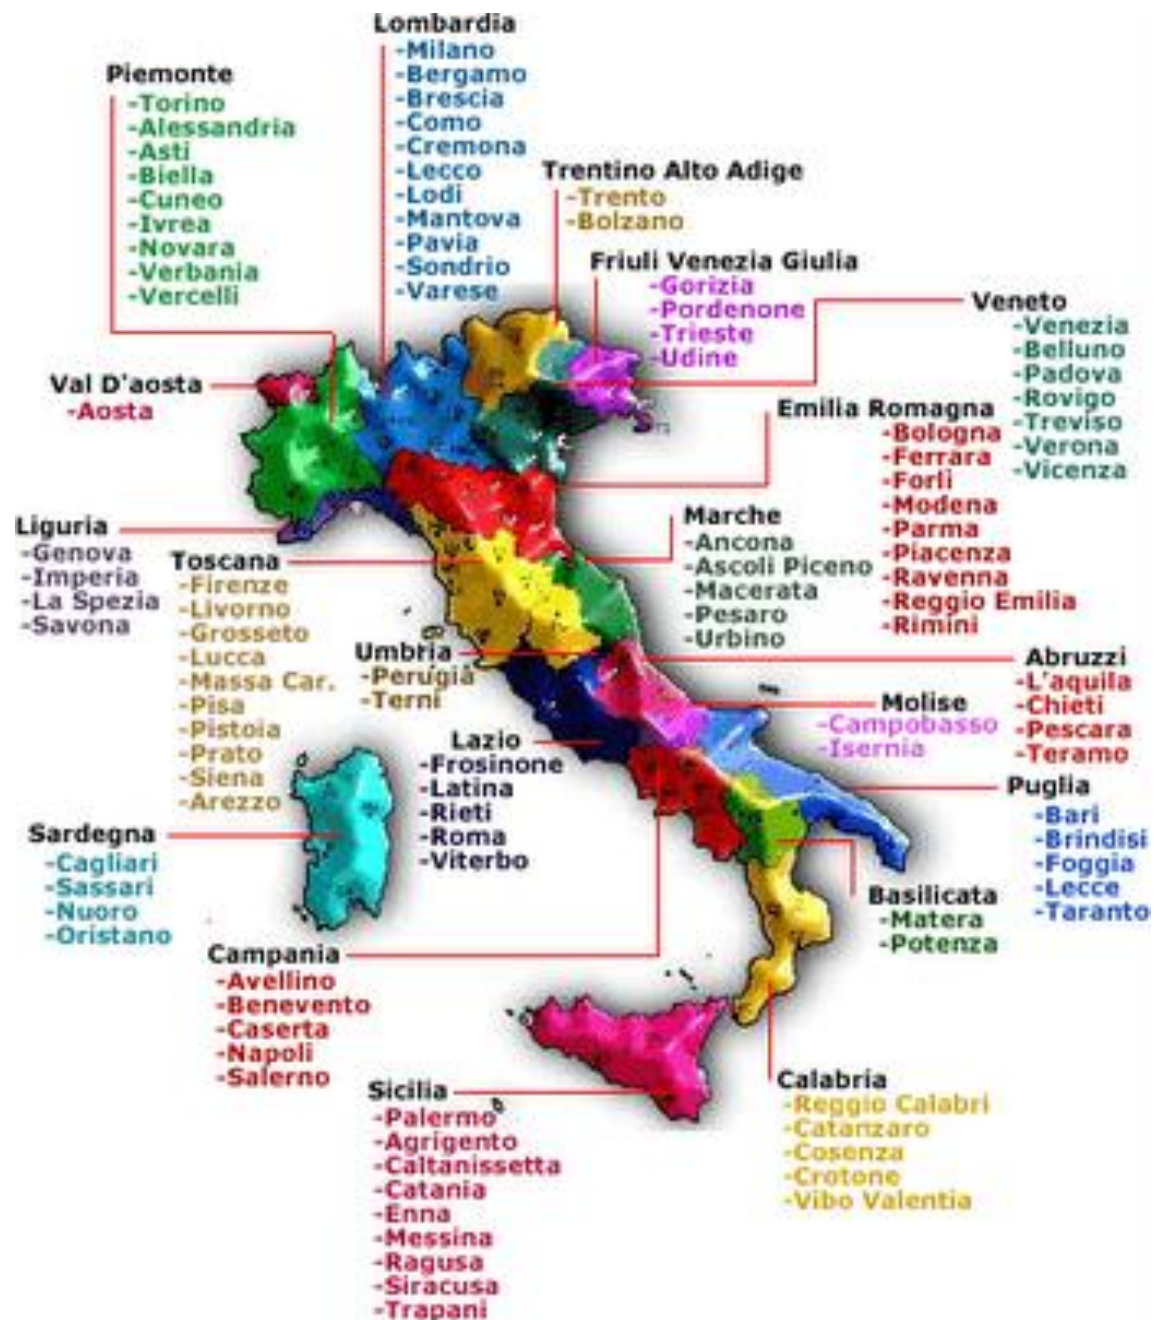 Lombardia
-Milano
-Bergamo
-Brescia
-Como
-Cremona
-Lecco
-Lodi
-Mantova
-Pavia
-Sondrio
-Varese
Piemonte
-Torino
-Alessandria
-Asti
-Biella
-Cuneo
-Ivrea
-Novara
-Verbania
-Vercelli
Trentino Alto Adige
-Trento
-Bolzano
Friuli Venezia Giulia
-Gorizia
-Pordenone
-Trieste
-Udine
Veneto
-Venezia
-Belluno
-Padova
-Rovigo
-Treviso
-Verona
-Vicenza
Val D'aosta
-Aosta
Emilia Romagna
-Bologna
-Ferrara
-Forlì
-Modena
-Parma
-Piacenza
-Ravenna
-Reggio Emilia
-Rimini
Liguria
-Genova
-Imperia
-La Spezia
-Savona
Toscana
-Firenze
-Livorno
-Grosseto
-Lucca
-Massa Car.
-Pisa
-Pistoia
-Prato
-Siena
-Arezzo
Marche
-Ancona
-Ascoli Piceno
-Macerata
-Pesaro
-Urbino
Umbria
-Perugia
-Terni
Abruzzi
-L'aquila
-Chieti
-Pescara
-Teramo
Molise
-Campobasso
-Isernia
Lazio
-Frosinone
-Latina
-Rieti
-Roma
-Viterbo
Puglia
-Bari
-Brindisi
-Foggia
-Lecce
-Taranto
Sardegna
-Cagliari
-Sassari
-Nuoro
-Oristano
Basilicata
-Matera
-Potenza
Campania
-Avellino
-Benevento
-Caserta
-Napoli
-Salerno
Calabria
-Reggio Calabri
-Catanzaro
-Cosenza
-Crotone
-Vibo Valentia
Sicilia
-Palermo
-Agrigento
-Caltanissetta
-Catania
-Enna
-Messina
-Ragusa
-Siracusa
-Trapani